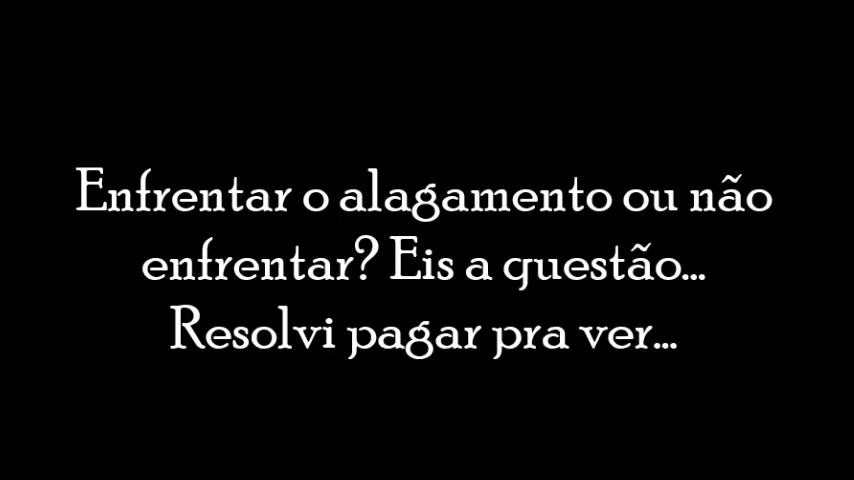 Enfrentar o alagamento ou não
enfrentar? Eis a questão...
Resolvi pagar pra ver...